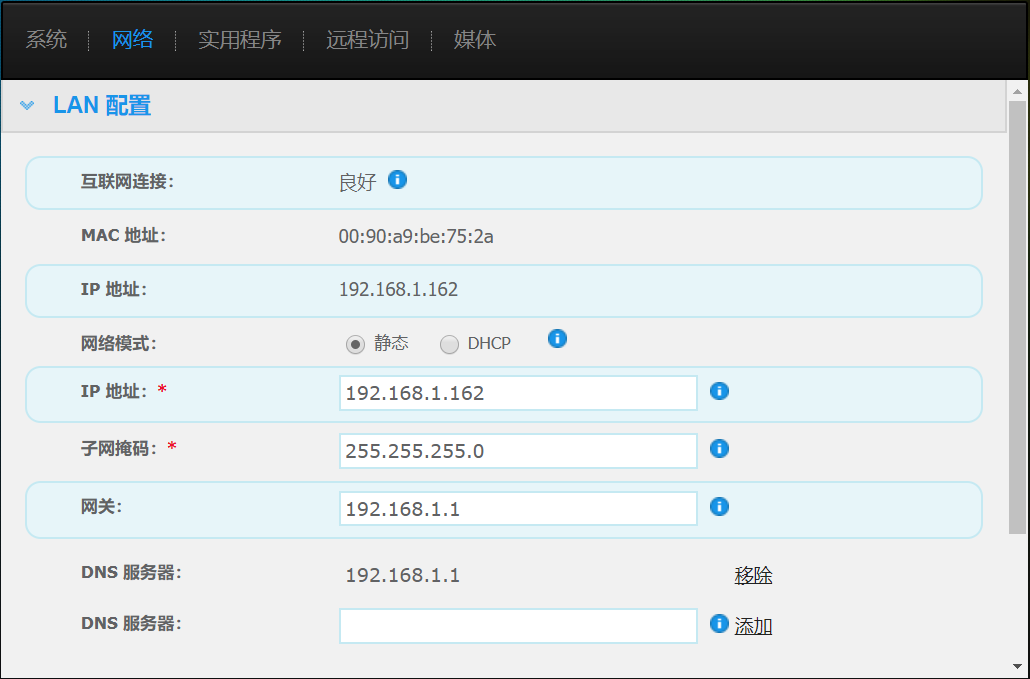 系统 网络 实用程序 远程访问 媒体
LAN 配置
互联网连接: 良好
MAC 地址: 00:90:a9:be:75:2a
IP 地址: 192.168.1.162
网络模式: 静态 DHCP
IP 地址: * 192.168.1.162
子网掩码: * 255.255.255.0
网关: 192.168.1.1
DNS 服务器: 192.168.1.1 移除
DNS 服务器: 添加